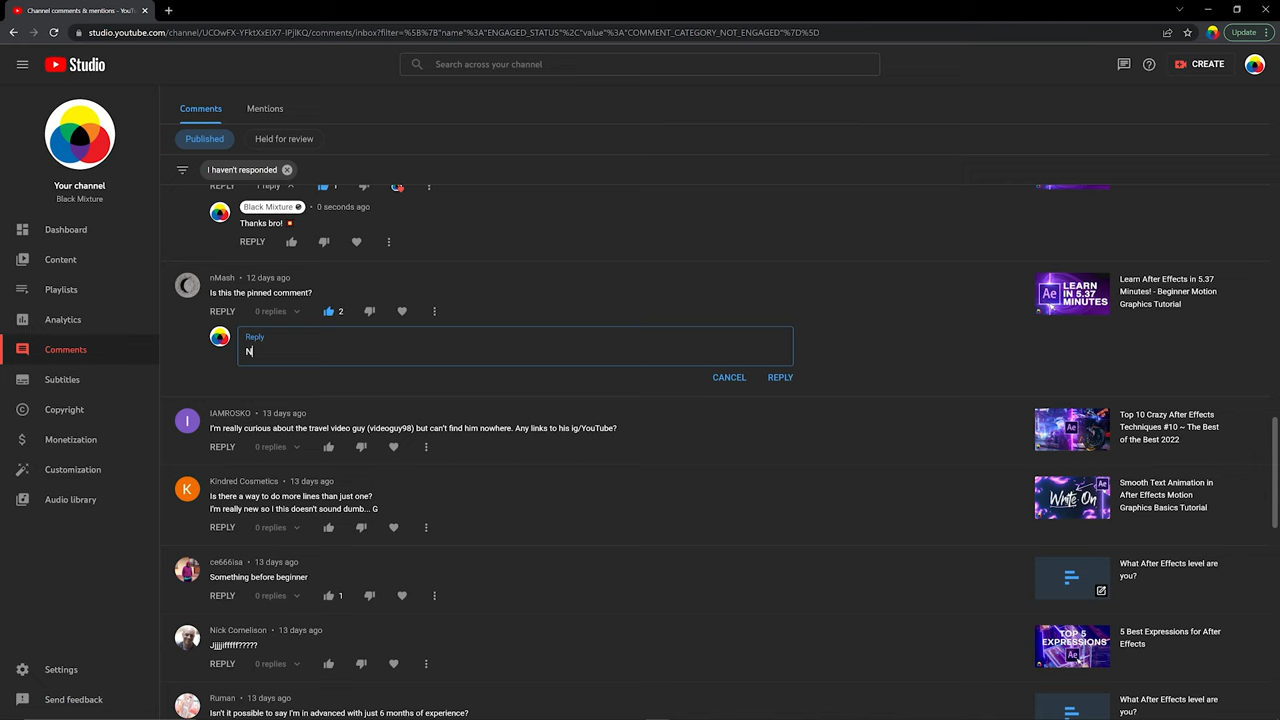 Channel comments & mentions - YouT
studio.youtube.com/channel/UCOwFX-YFktXxEIX7-IPjlKQ/comments/inbox?filter=%5B%7B"name"%3A"ENGAGED_STATUS"%2C"value"%3A"COMMENT_CATEGORY_NOT_ENGAGED"%7D%5D
Update
Studio
Search across your channel
CREATE
Your channel
Black Mixture
Dashboard
Content
Playlists
Analytics
Comments
Subtitles
Copyright
Monetization
Customization
Audio library
Settings
Send feedback
Comments
Mentions
Published
Held for review
I haven't responded
REPLY 1 reply 1
Black Mixture • 0 seconds ago
Thanks bro!
REPLY
nMash • 12 days ago
Is this the pinned comment?
REPLY 0 replies 2
Reply
N
CANCEL REPLY
Learn After Effects in 5.37
Minutes! - Beginner Motion
Graphics Tutorial
Ae LEARN
IN 5.37
MINUTES
I
IAMROSKO • 13 days ago
I'm really curious about the travel video guy (videoguy98) but can't find him nowhere. Any links to his ig/YouTube?
REPLY 0 replies
Ae
Top 10 Crazy After Effects
Techniques #10 ~ The Best
of the Best 2022
K
Kindred Cosmetics • 13 days ago
Is there a way to do more lines than just one?
I'm really new so I this doesn't sound dumb... G
REPLY 0 replies
Ae
Write On
Smooth Text Animation in
After Effects Motion
Graphics Basics Tutorial
ce666isa • 13 days ago
Something before beginner
REPLY 0 replies 1
What After Effects level are
you?
Nick Cornelison • 13 days ago
Jjjjjifffff?????
REPLY 0 replies
TOP 5
EXPRESSIONS
Ae
5 Best Expressions for After
Effects
Ruman • 13 days ago
Isn't it possible to say I'm in advanced with just 6 months of experience?
What After Effects level are
you?